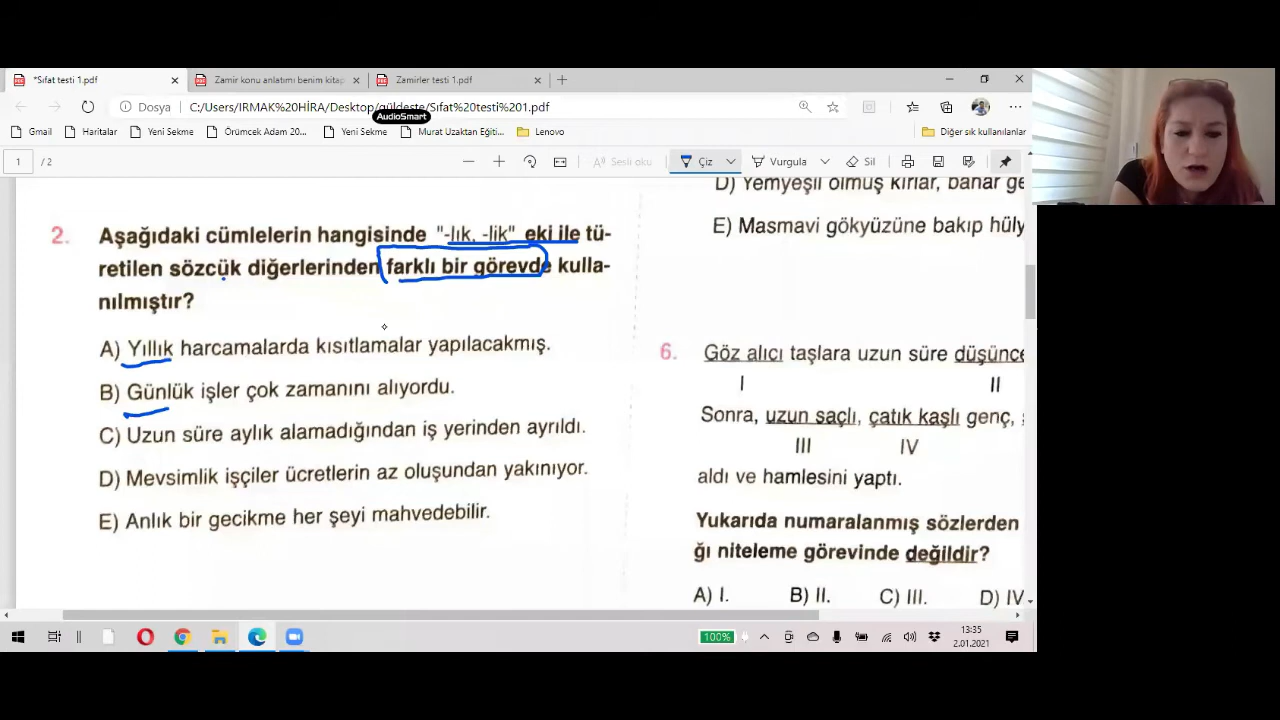 *Sıfat testi 1.pdf
Zamir konu anlatımı benim kitap
Zamirler testi 1.pdf
Dosya
C:/Users/IRMAK%20HİRA/Desktop/güldeste/Sıfat%20testi%201.pdf
AudioSmart
Gmail
Haritalar
Yeni Sekme
Örümcek Adam 20...
Yeni Sekme
Murat Uzaktan Eğiti...
Lenovo
Diğer sık kullanılanlar
1 / 2
Sesli oku
Çiz
Vurgula
Sil
2. Aşağıdaki cümlelerin hangisinde "-lık, -lik" eki ile tü-
retilen sözcük diğerlerinden farklı bir görevde kulla-
nılmıştır?
A) Yıllık harcamalarda kısıtlamalar yapılacakmış.
B) Günlük işler çok zamanını alıyordu.
C) Uzun süre aylık alamadığından iş yerinden ayrıldı.
D) Mevsimlik işçiler ücretlerin az oluşundan yakınıyor.
E) Anlık bir gecikme her şeyi mahvedebilir.
D) Yemyeşil olmuş kırlar, bahar ge
E) Masmavi gökyüzüne bakıp hüly
6. Göz alıcı taşlara uzun süre düşünce
I II
Sonra, uzun saçlı, çatık kaşlı genç,
III IV
aldı ve hamlesini yaptı.
Yukarıda numaralanmış sözlerden
ğı niteleme görevinde değildir?
A) I. B) II. C) III. D) IV
100%
13:35
2.01.2021